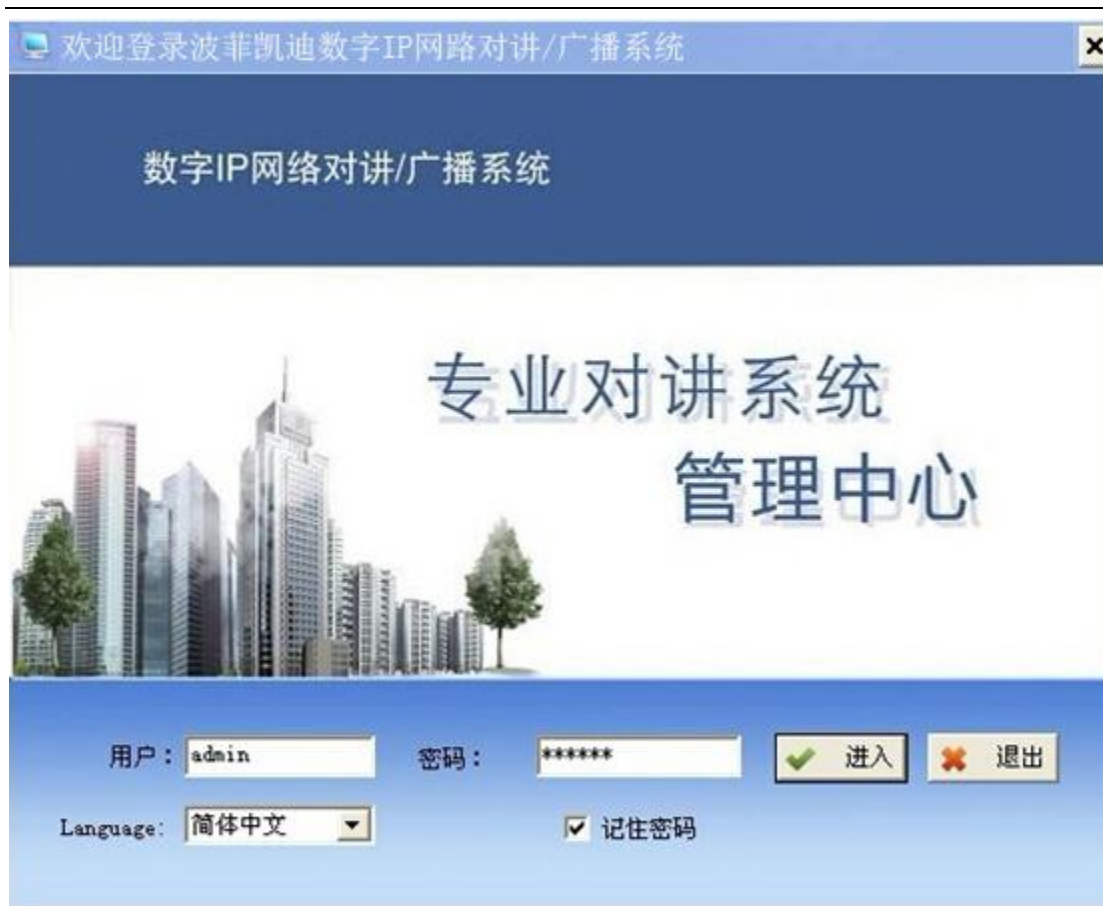 欢迎登录波菲凯迪数字IP网路对讲/广播系统
数字IP网络对讲/广播系统
专业对讲系统
管理中心
用户：admin 密码：****** 进入 退出
Language: 简体中文 记住密码